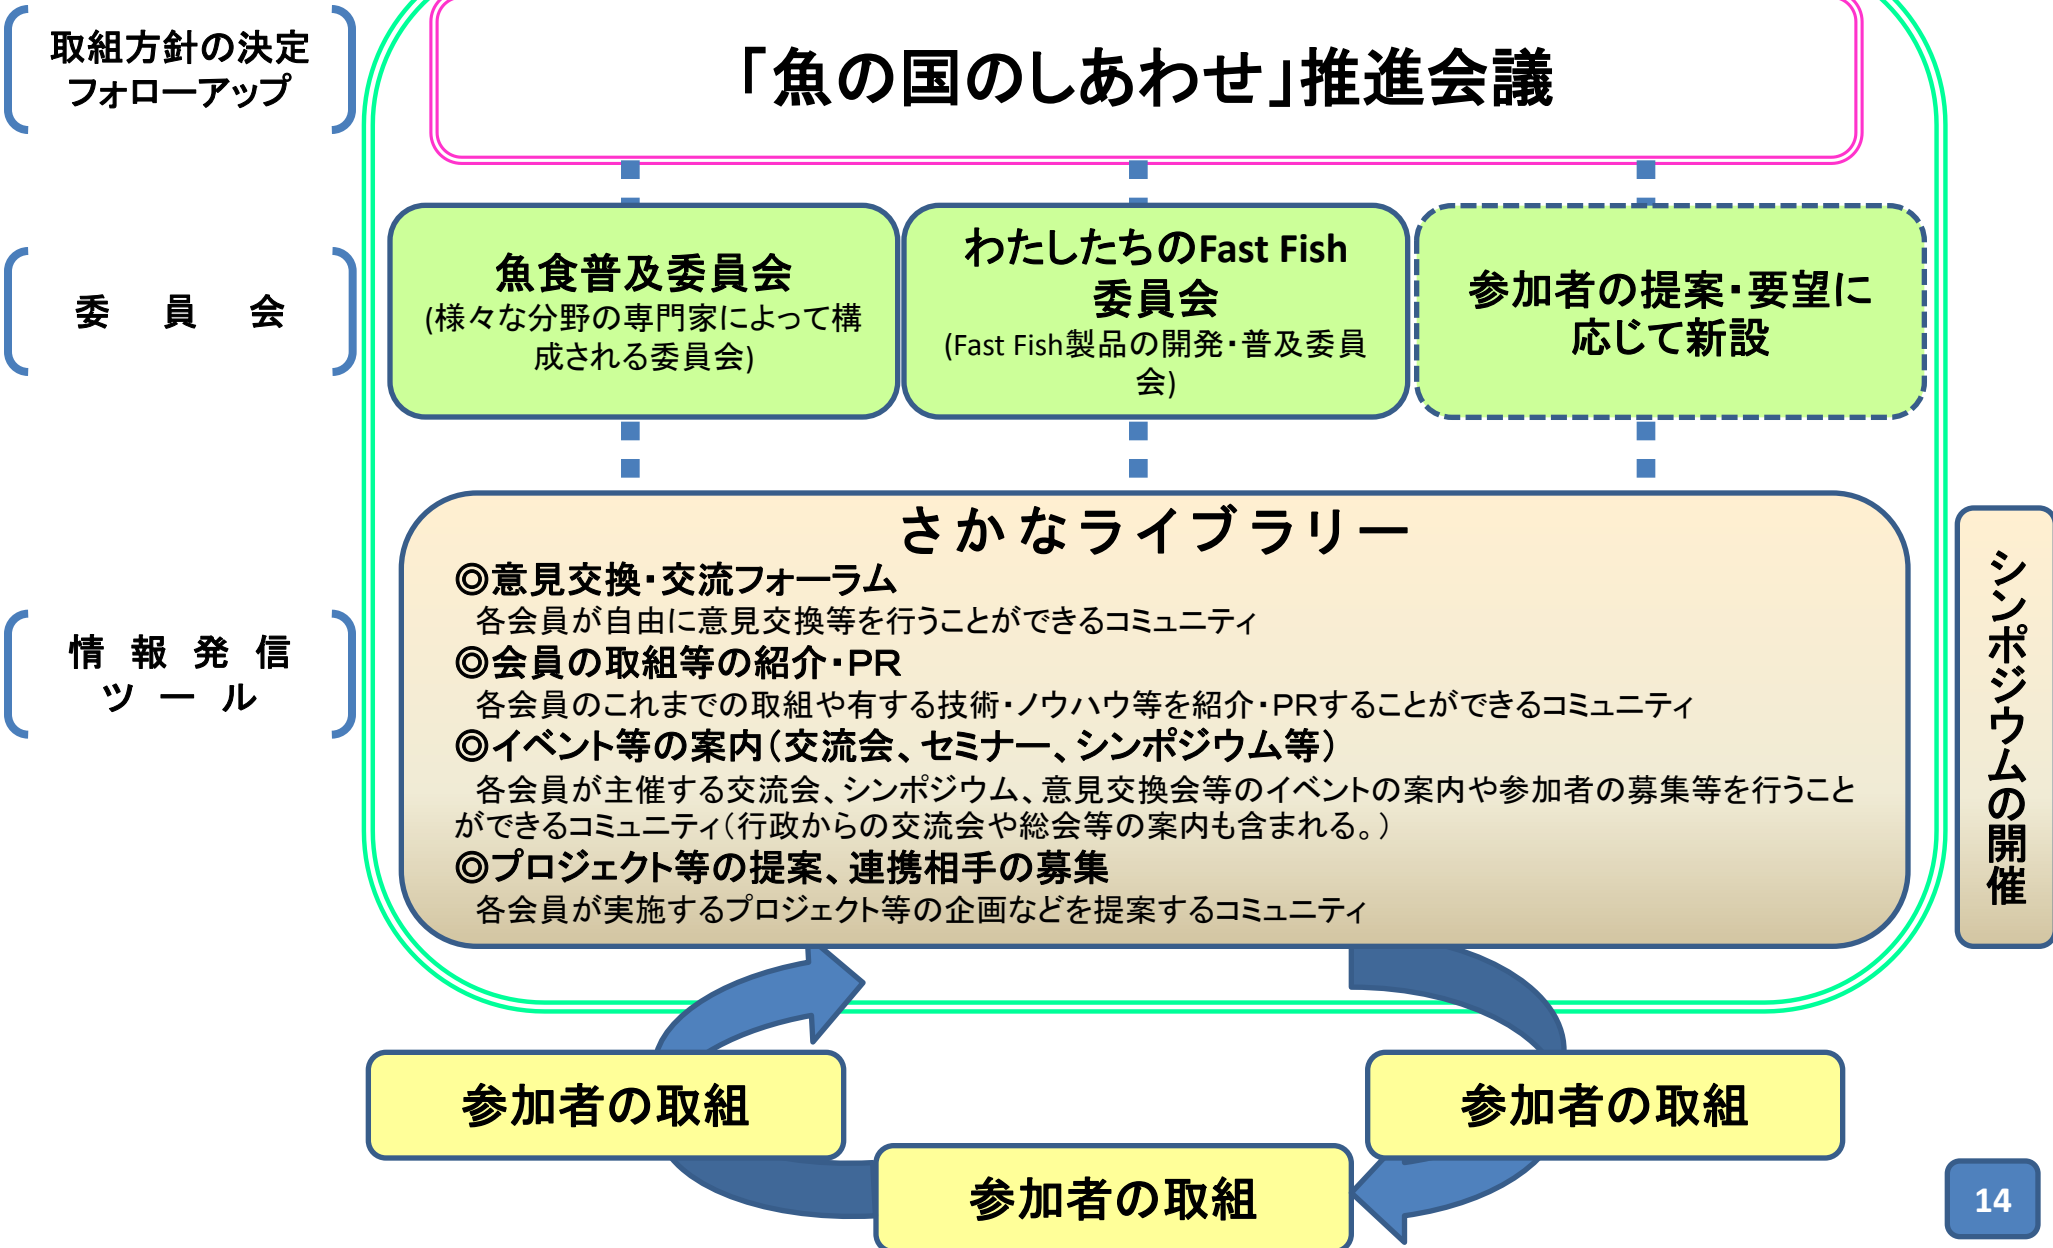 取組方針の決定
フォローアップ
「魚の国のしあわせ」推進会議
委　員　会
魚食普及委員会
(様々な分野の専門家によって構
成される委員会)
わたしたちのFast Fish
委員会
(Fast Fish製品の開発・普及委員
会)
参加者の提案・要望に
応じて新設
情 報 発 信
ツ ー ル
さかなライブラリー
◎意見交換・交流フォーラム
各会員が自由に意見交換等を行うことができるコミュニティ
◎会員の取組等の紹介・PR
各会員のこれまでの取組や有する技術・ノウハウ等を紹介・PRすることができるコミュニティ
◎イベント等の案内（交流会、セミナー、シンポジウム等）
各会員が主催する交流会、シンポジウム、意見交換会等のイベントの案内や参加者の募集等を行うこと
ができるコミュニティ（行政からの交流会や総会等の案内も含まれる。）
◎プロジェクト等の提案、連携相手の募集
各会員が実施するプロジェクト等の企画などを提案するコミュニティ
シンポジウムの開催
参加者の取組
参加者の取組
参加者の取組
14